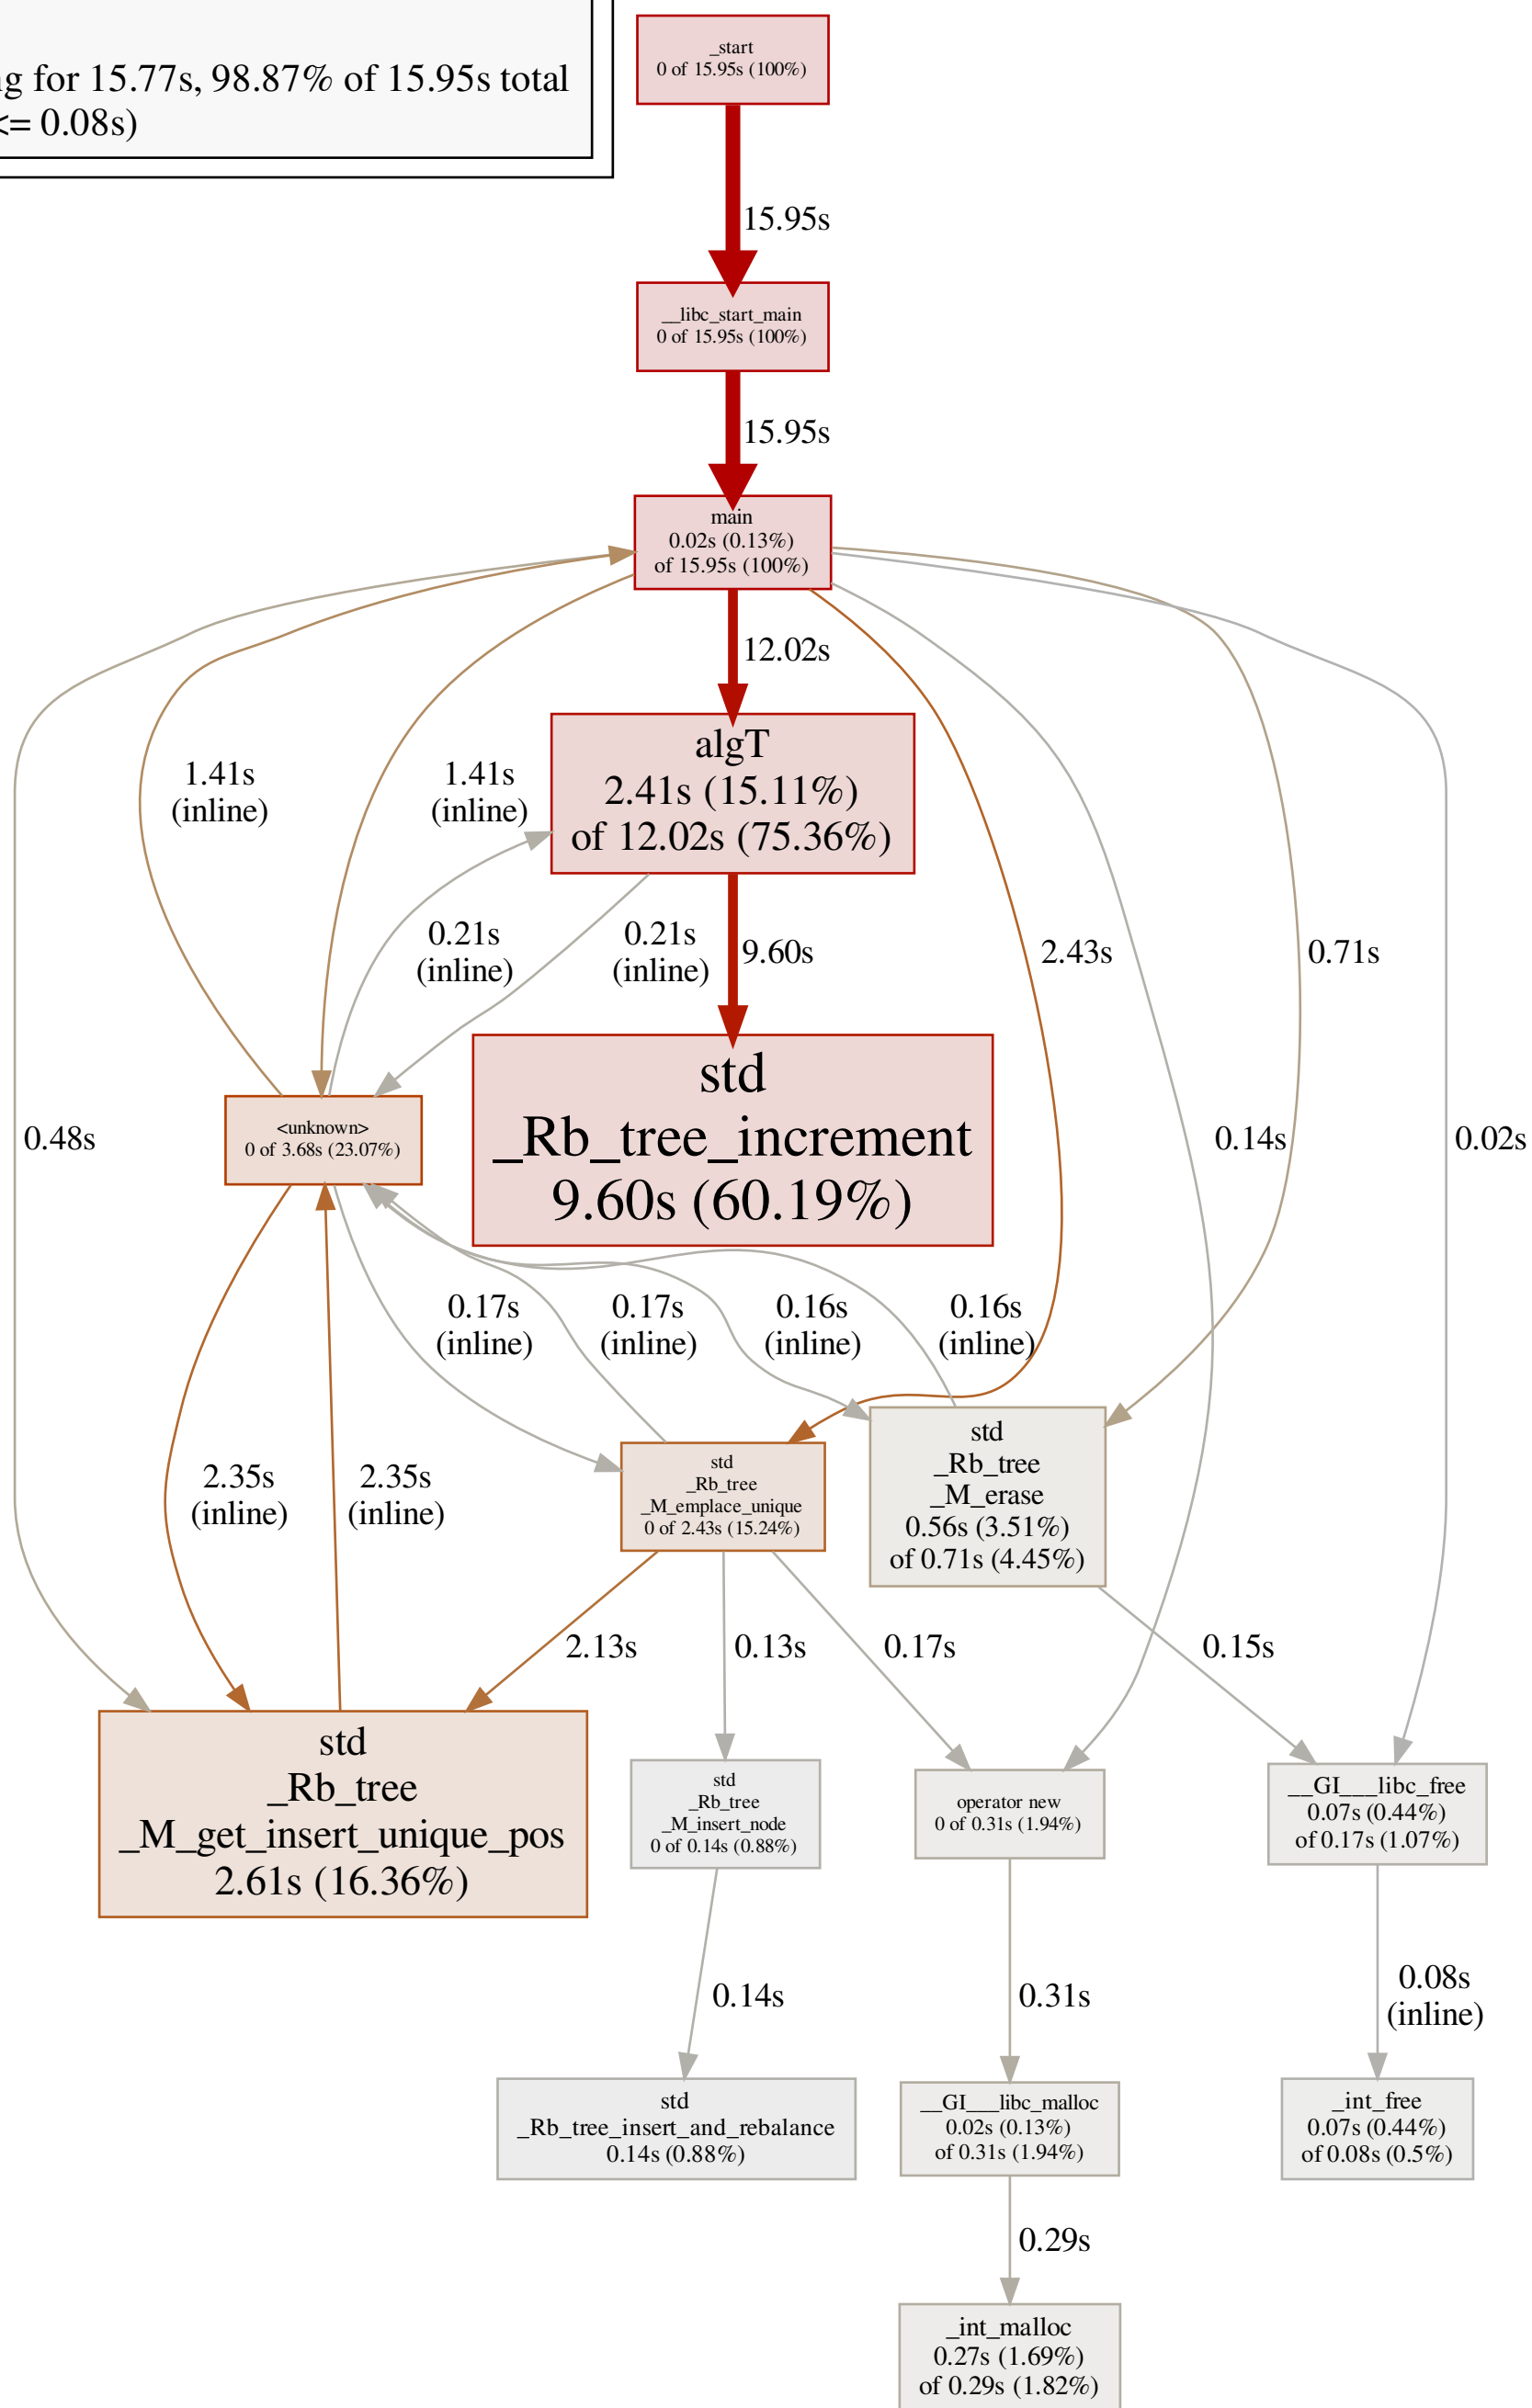 g for 15.77s, 98.87% of 15.95s total
<= 0.08s)
_start
0 of 15.95s (100%)
15.95s
__libc_start_main
0 of 15.95s (100%)
15.95s
main
0.02s (0.13%)
of 15.95s (100%)
12.02s
1.41s
(inline)
1.41s
(inline)
algT
2.41s (15.11%)
of 12.02s (75.36%)
0.21s
(inline)
0.21s
(inline)
9.60s
2.43s
0.71s
0.48s
<unknown>
0 of 3.68s (23.07%)
std
_Rb_tree_increment
9.60s (60.19%)
0.14s
0.02s
0.17s
(inline)
0.17s
(inline)
0.16s
(inline)
0.16s
(inline)
2.35s
(inline)
2.35s
(inline)
std
_Rb_tree
_M_emplace_unique
0 of 2.43s (15.24%)
std
_Rb_tree
_M_erase
0.56s (3.51%)
of 0.71s (4.45%)
2.13s
0.13s
0.17s
0.15s
std
_Rb_tree
_M_get_insert_unique_pos
2.61s (16.36%)
std
_Rb_tree
_M_insert_node
0 of 0.14s (0.88%)
operator new
0 of 0.31s (1.94%)
__GI___libc_free
0.07s (0.44%)
of 0.17s (1.07%)
0.14s
0.31s
0.08s
(inline)
std
_Rb_tree_insert_and_rebalance
0.14s (0.88%)
__GI___libc_malloc
0.02s (0.13%)
of 0.31s (1.94%)
_int_free
0.07s (0.44%)
of 0.08s (0.5%)
0.29s
_int_malloc
0.27s (1.69%)
of 0.29s (1.82%)